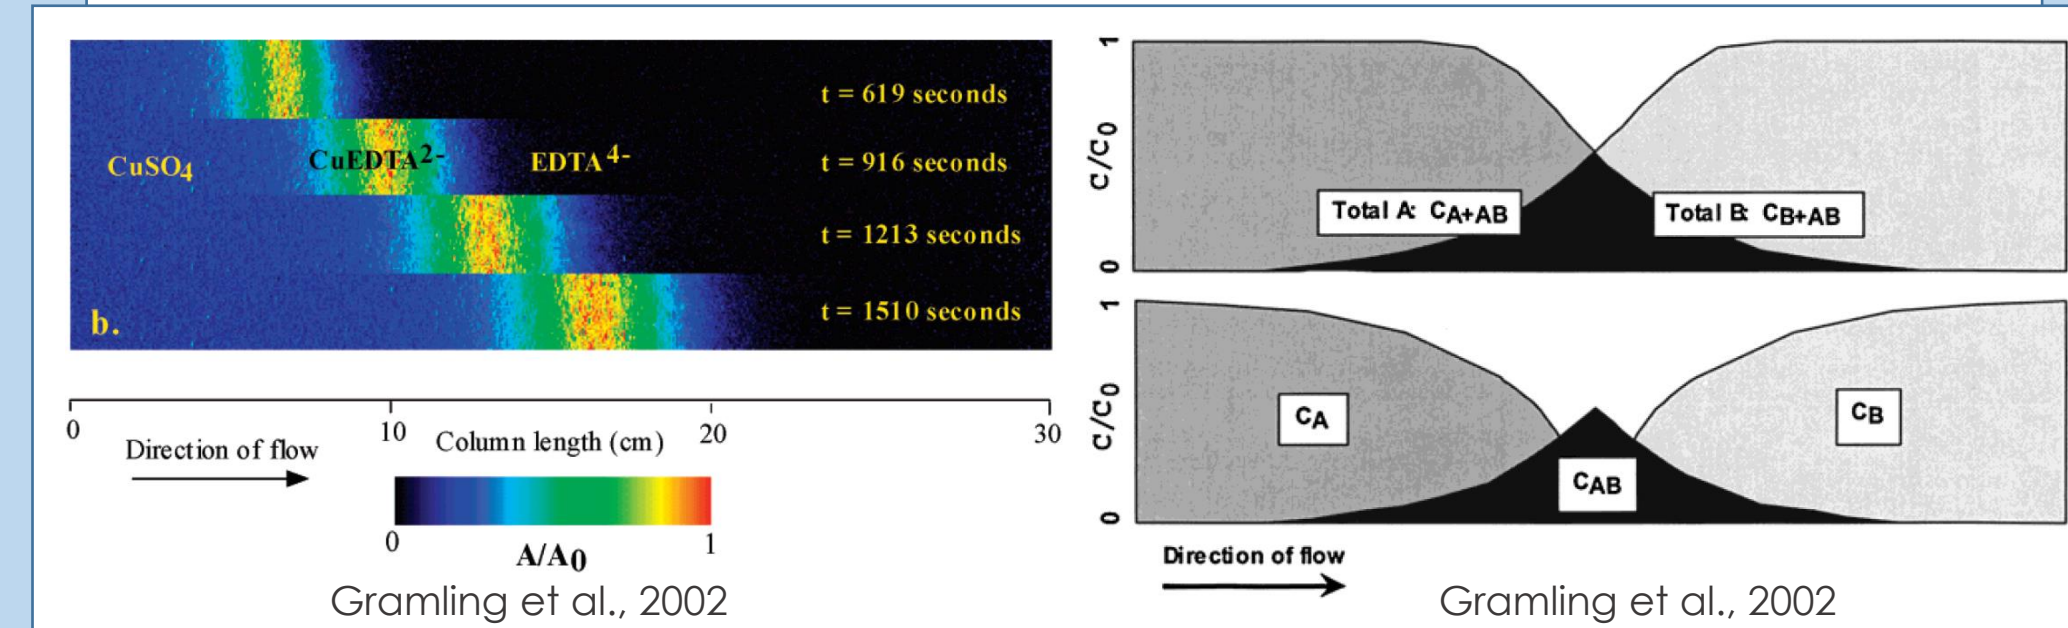 t = 619 seconds
CuSO4
CuEDTA2-
EDTA4-
t = 916 seconds
t = 1213 seconds
t = 1510 seconds
b.
0
10
20
30
Direction of flow
Column length (cm)
0
1
A/A0
Gramling et al., 2002
1
C/C0
0
Total A: CA+AB
Total B: CB+AB
1
C/C0
0
CA
CB
CAB
Direction of flow
Gramling et al., 2002